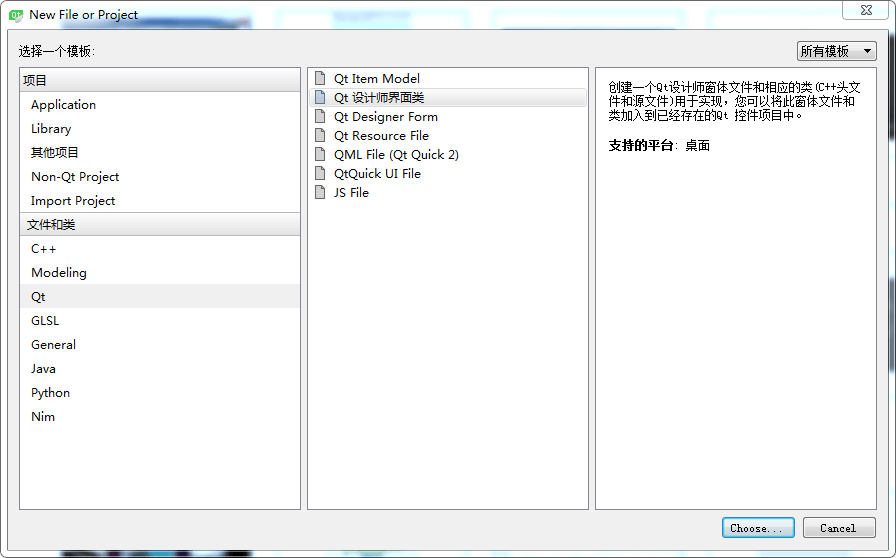 New File or Project
选择一个模板:
所有模板
项目
Application
Library
其他项目
Non-Qt Project
Import Project
文件和类
C++
Modeling
Qt
GLSL
General
Java
Python
Nim
Qt Item Model
Qt 设计师界面类
Qt Designer Form
Qt Resource File
QML File (Qt Quick 2)
QtQuick UI File
JS File
创建一个Qt设计师窗体文件和相应的类(C++头文
件和源文件)用于实现，您可以将此窗体文件和
类加入到已经存在的Qt 控件项目中。
支持的平台: 桌面
Choose...
Cancel